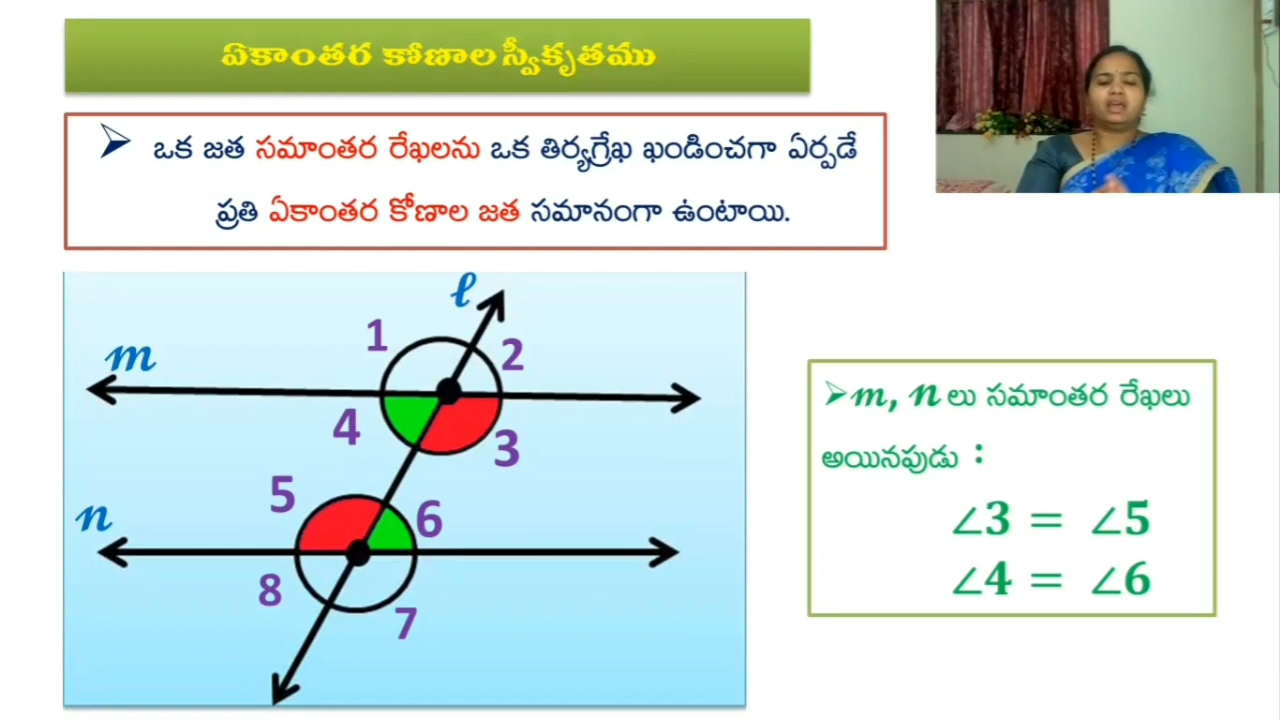 ఏకాంతర కోణాల స్వీకృతము
➢ ఒక జత సమాంతర రేఖలను ఒక తిర్యగ్రేఖ ఖండించగా ఏర్పడే
ప్రతి ఏకాంతర కోణాల జత సమానంగా ఉంటాయి.
ℓ
1
2
m
4
3
5
6
n
8
7
➢m, n లు సమాంతర రేఖలు
అయినపుడు :
∠3 = ∠5
∠4 = ∠6